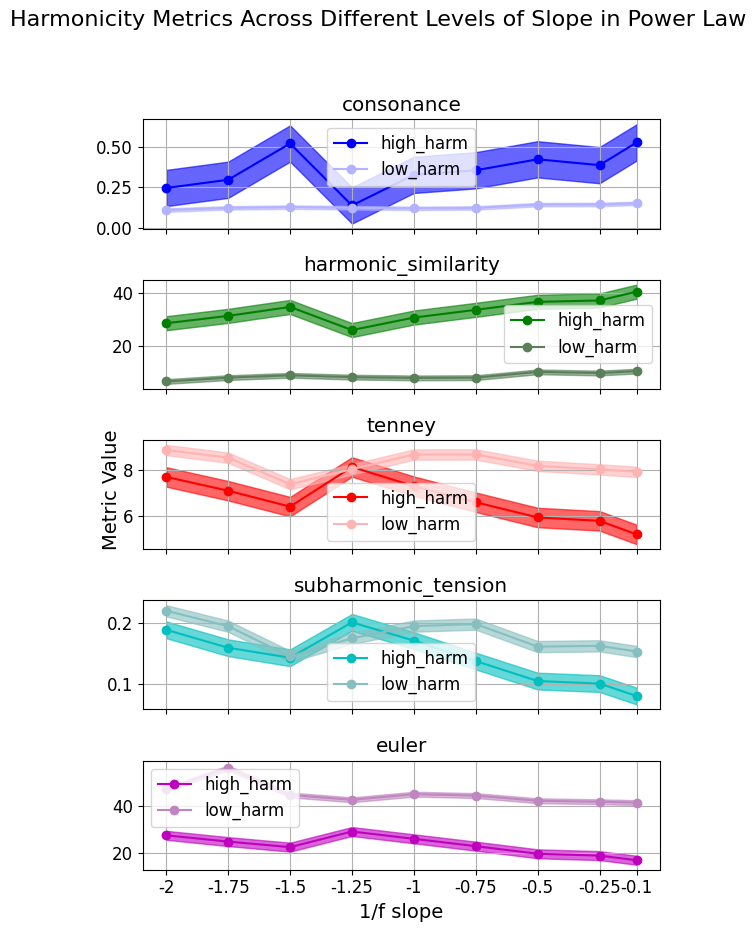 Harmonicity Metrics Across Different Levels of Slope in Power Law
consonance
0.50
0.25
0.00
high_harm
low_harm
harmonic_similarity
40
20
high_harm
low_harm
tenney
8
6
high_harm
low_harm
Metric Value
subharmonic_tension
0.2
0.1
high_harm
low_harm
euler
40
20
high_harm
low_harm
-2 -1.75 -1.5 -1.25 -1 -0.75 -0.5 -0.25 -0.1
1/f slope